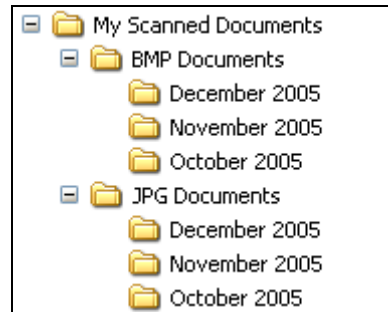 My Scanned Documents
BMP Documents
December 2005
November 2005
October 2005
JPG Documents
December 2005
November 2005
October 2005